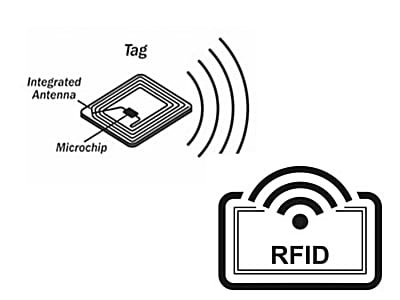 Tag
Integrated
Antenna
Microchip
RFID